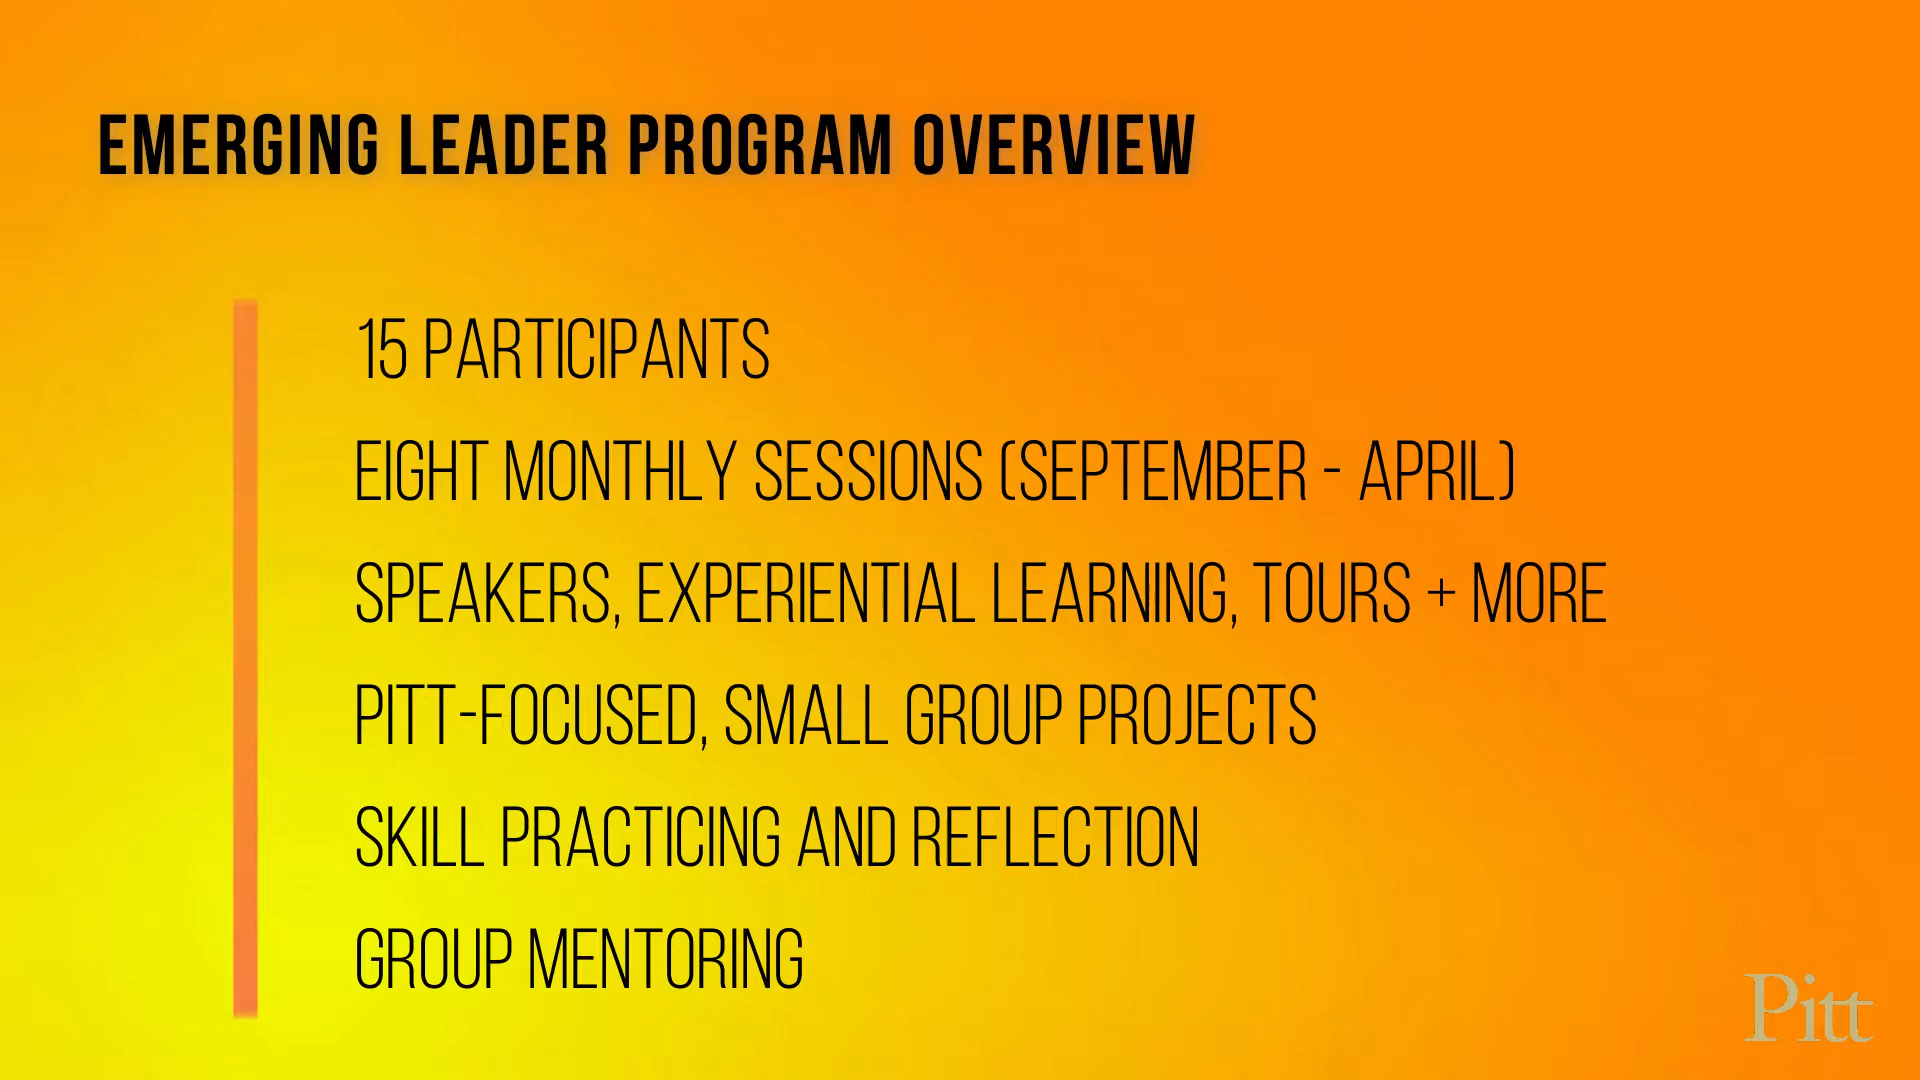 EMERGING LEADER PROGRAM OVERVIEW
15 PARTICIPANTS
EIGHT MONTHLY SESSIONS (SEPTEMBER - APRIL)
SPEAKERS, EXPERIENTIAL LEARNING, TOURS + MORE
PITT-FOCUSED, SMALL GROUP PROJECTS
SKILL PRACTICING AND REFLECTION
GROUP MENTORING
Pitt